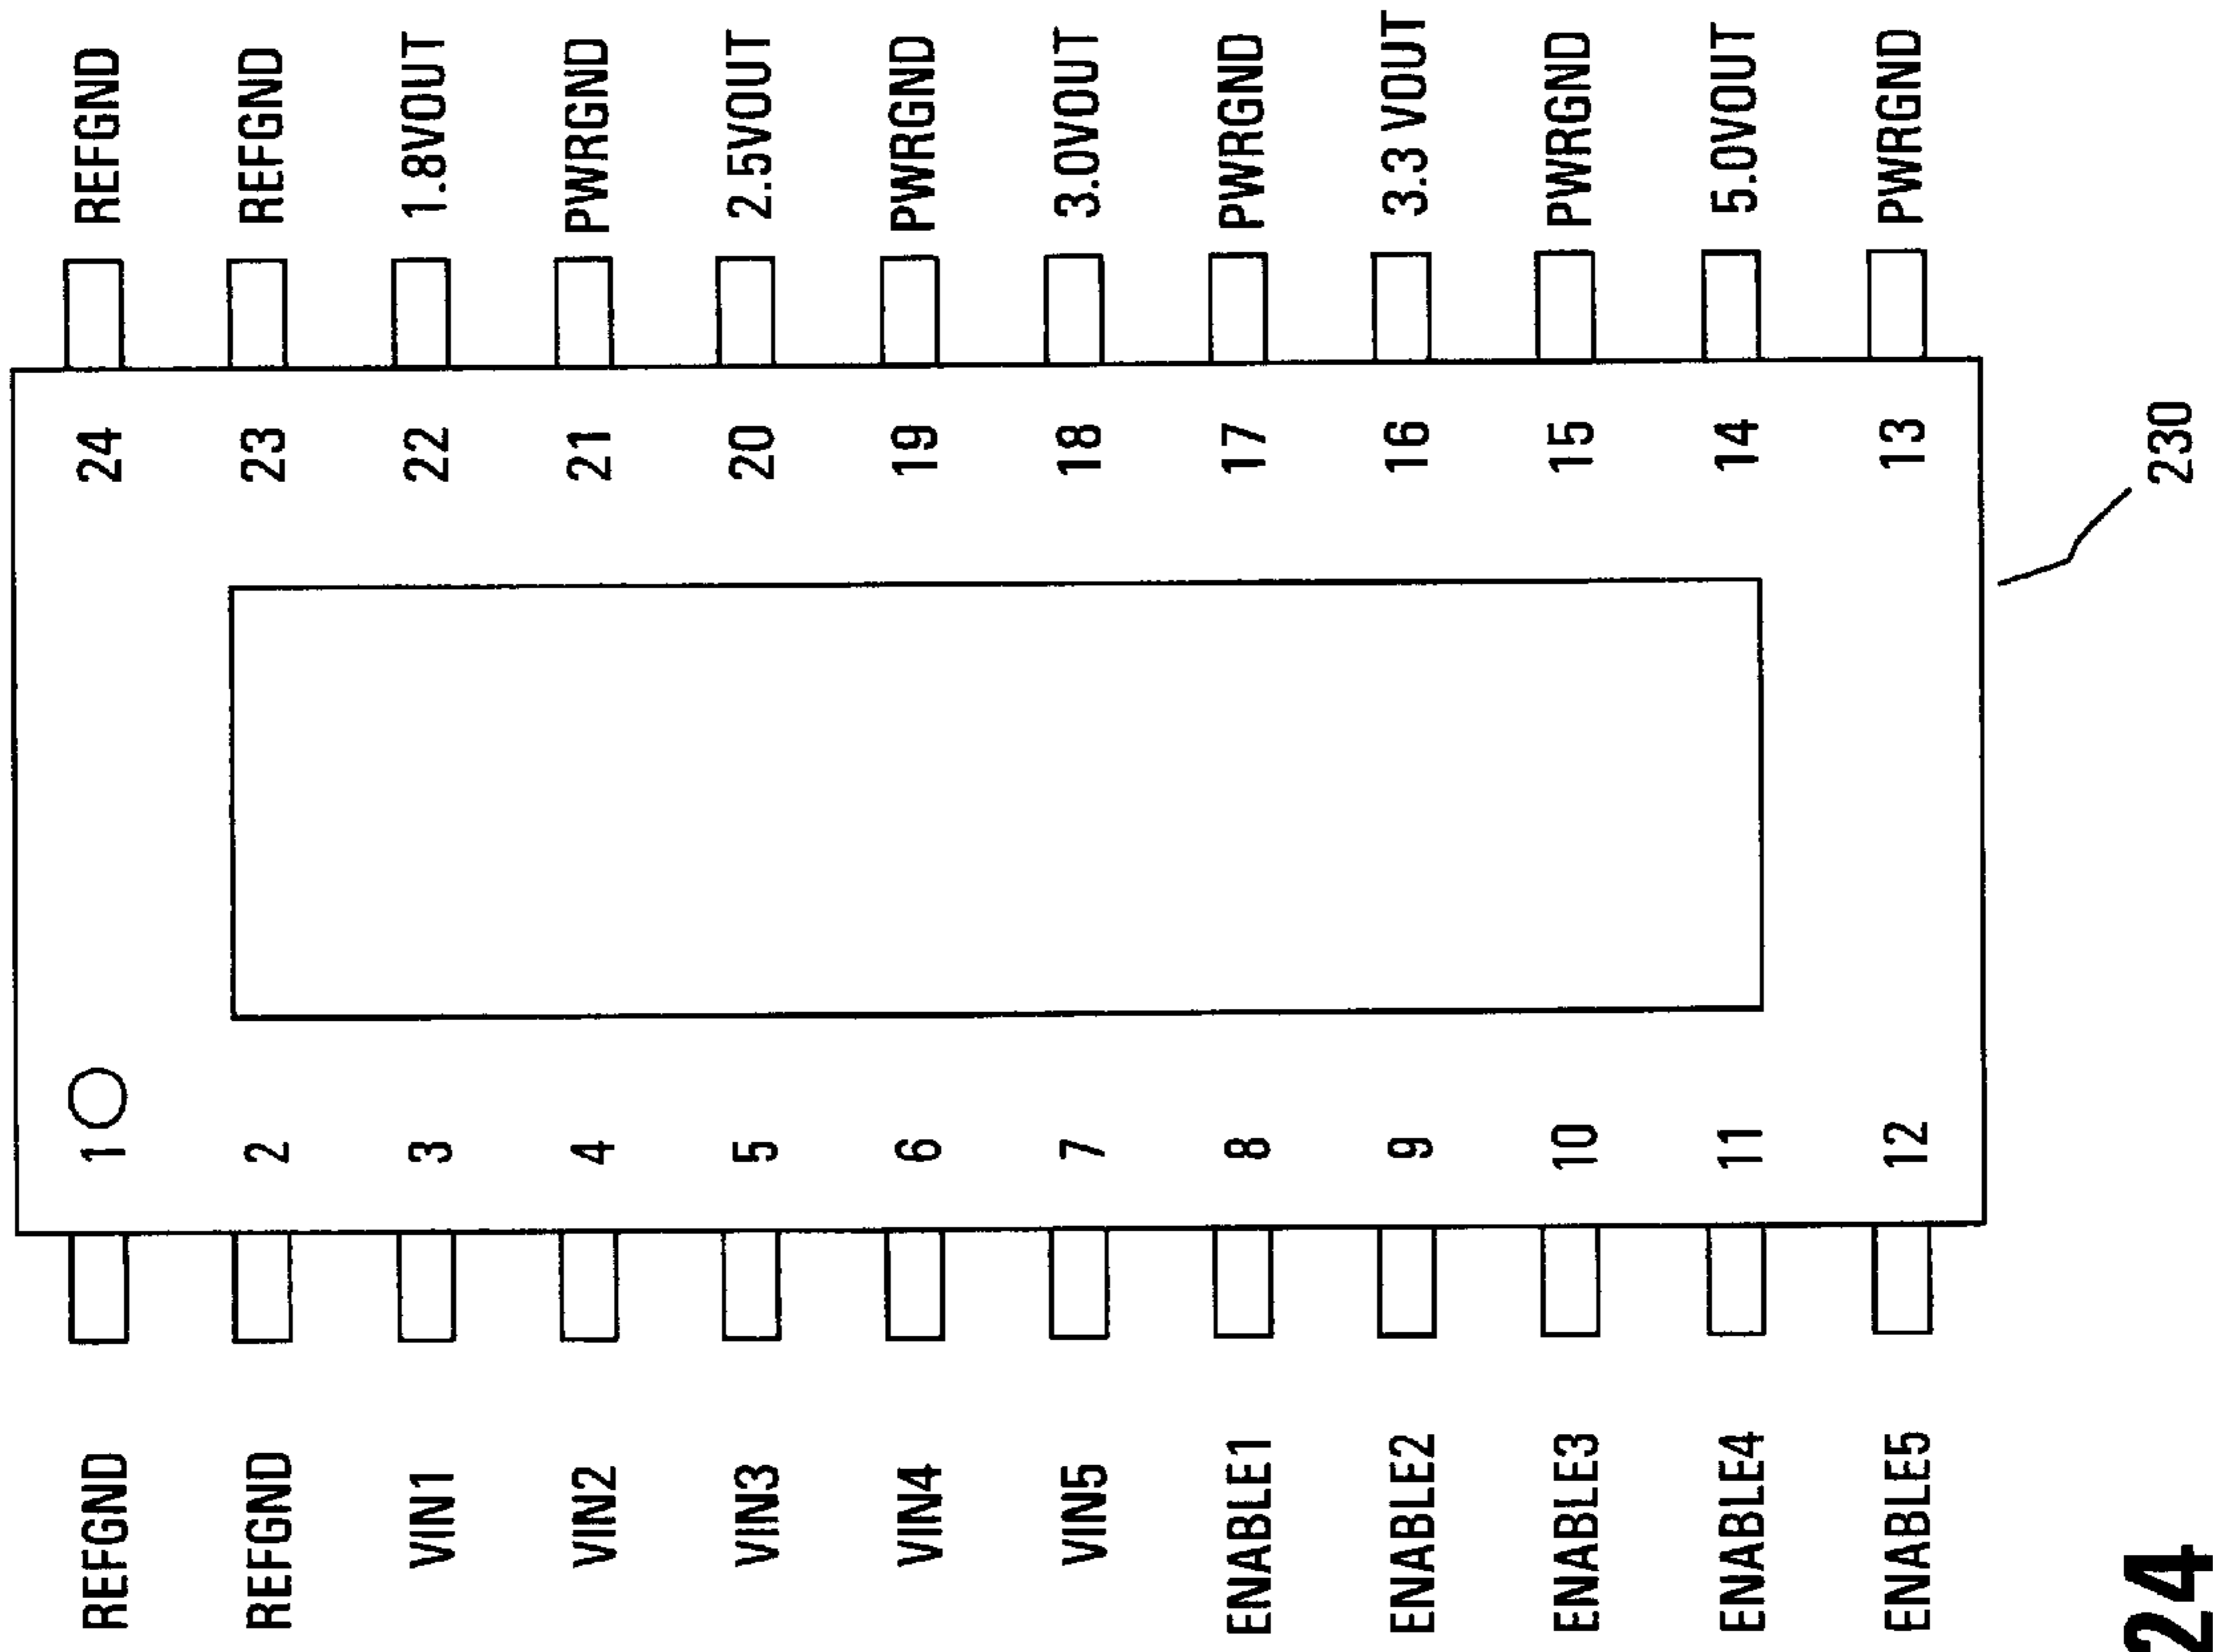 REFGND 1 24 REFGND
REFGND 2 23 REFGND
VIN1 3 22 1.8VOUT
VIN2 4 21 PWRGND
VIN3 5 20 2.5VOUT
VIN4 6 19 PWRGND
VIN5 7 18 3.0VOUT
ENABLE1 8 17 PWRGND
ENABLE2 9 16 3.3 VOUT
ENABLE3 10 15 PWRGND
ENABLE4 11 14 5.0VOUT
ENABLE5 12 13 PWRGND
230
24